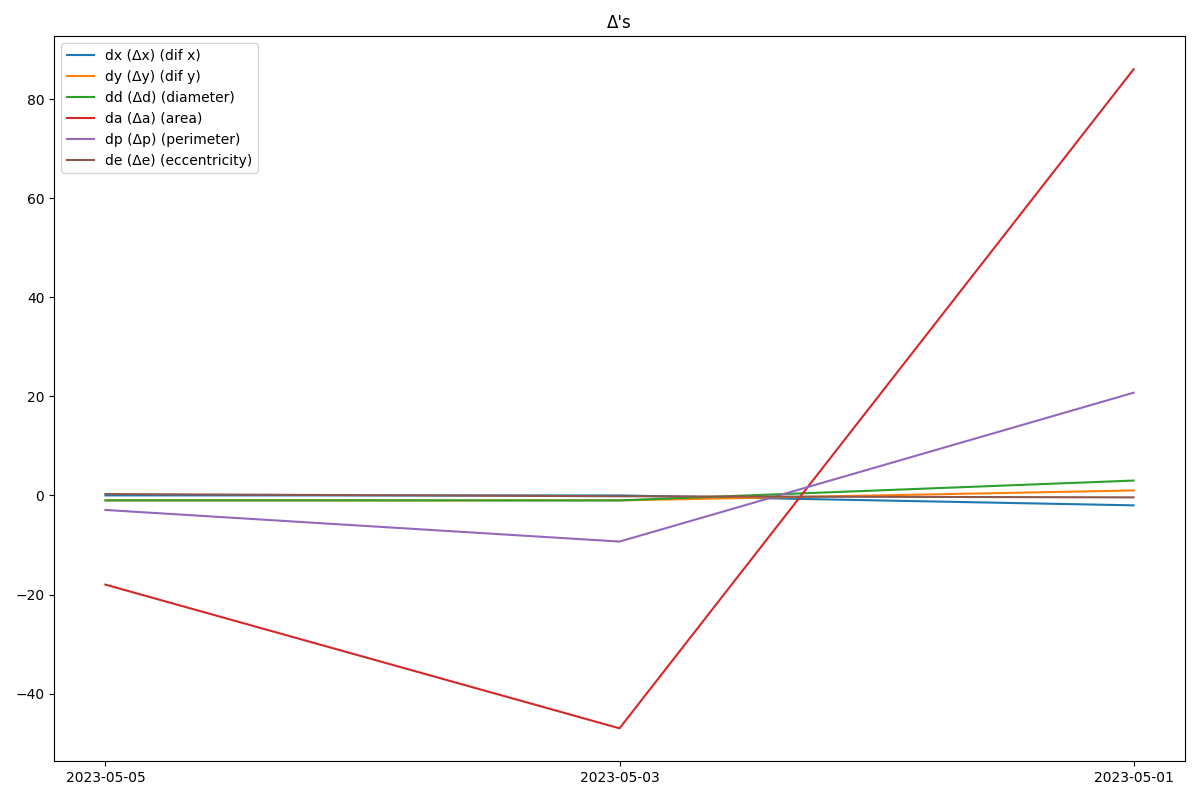 Δ's
dx (Δx) (dif x)
dy (Δy) (dif y)
dd (Δd) (diameter)
da (Δa) (area)
dp (Δp) (perimeter)
de (Δe) (eccentricity)
80
60
40
20
0
−20
−40
2023-05-05 2023-05-03 2023-05-01